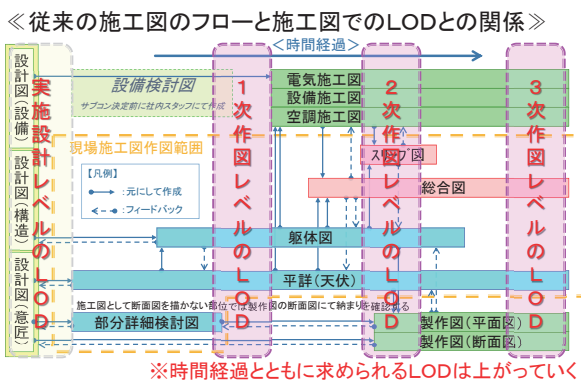 ≪従来の施工図のフローと施工図でのLODとの関係≫
<時間経過>
設計図(設備)
設計図(構造)
設計図(意匠)
実施設計レベルのLOD
1次作図レベルのLOD
2次作図レベルのLOD
3次作図レベルのLOD
設備検討図
サブコン決定前に社内スタッフにて作成
電気施工図
設備施工図
空調施工図
現場施工図作図範囲
【凡例】
:元にして作成
:フィードバック
スリーブ図
総合図
躯体図
平詳(天伏)
施工図として断面図を描かない部位では製作図の断面図にて納まりを確認する
部分詳細検討図
製作図(平面図)
製作図(断面図)
※時間経過とともに求められるLODは上がっていく